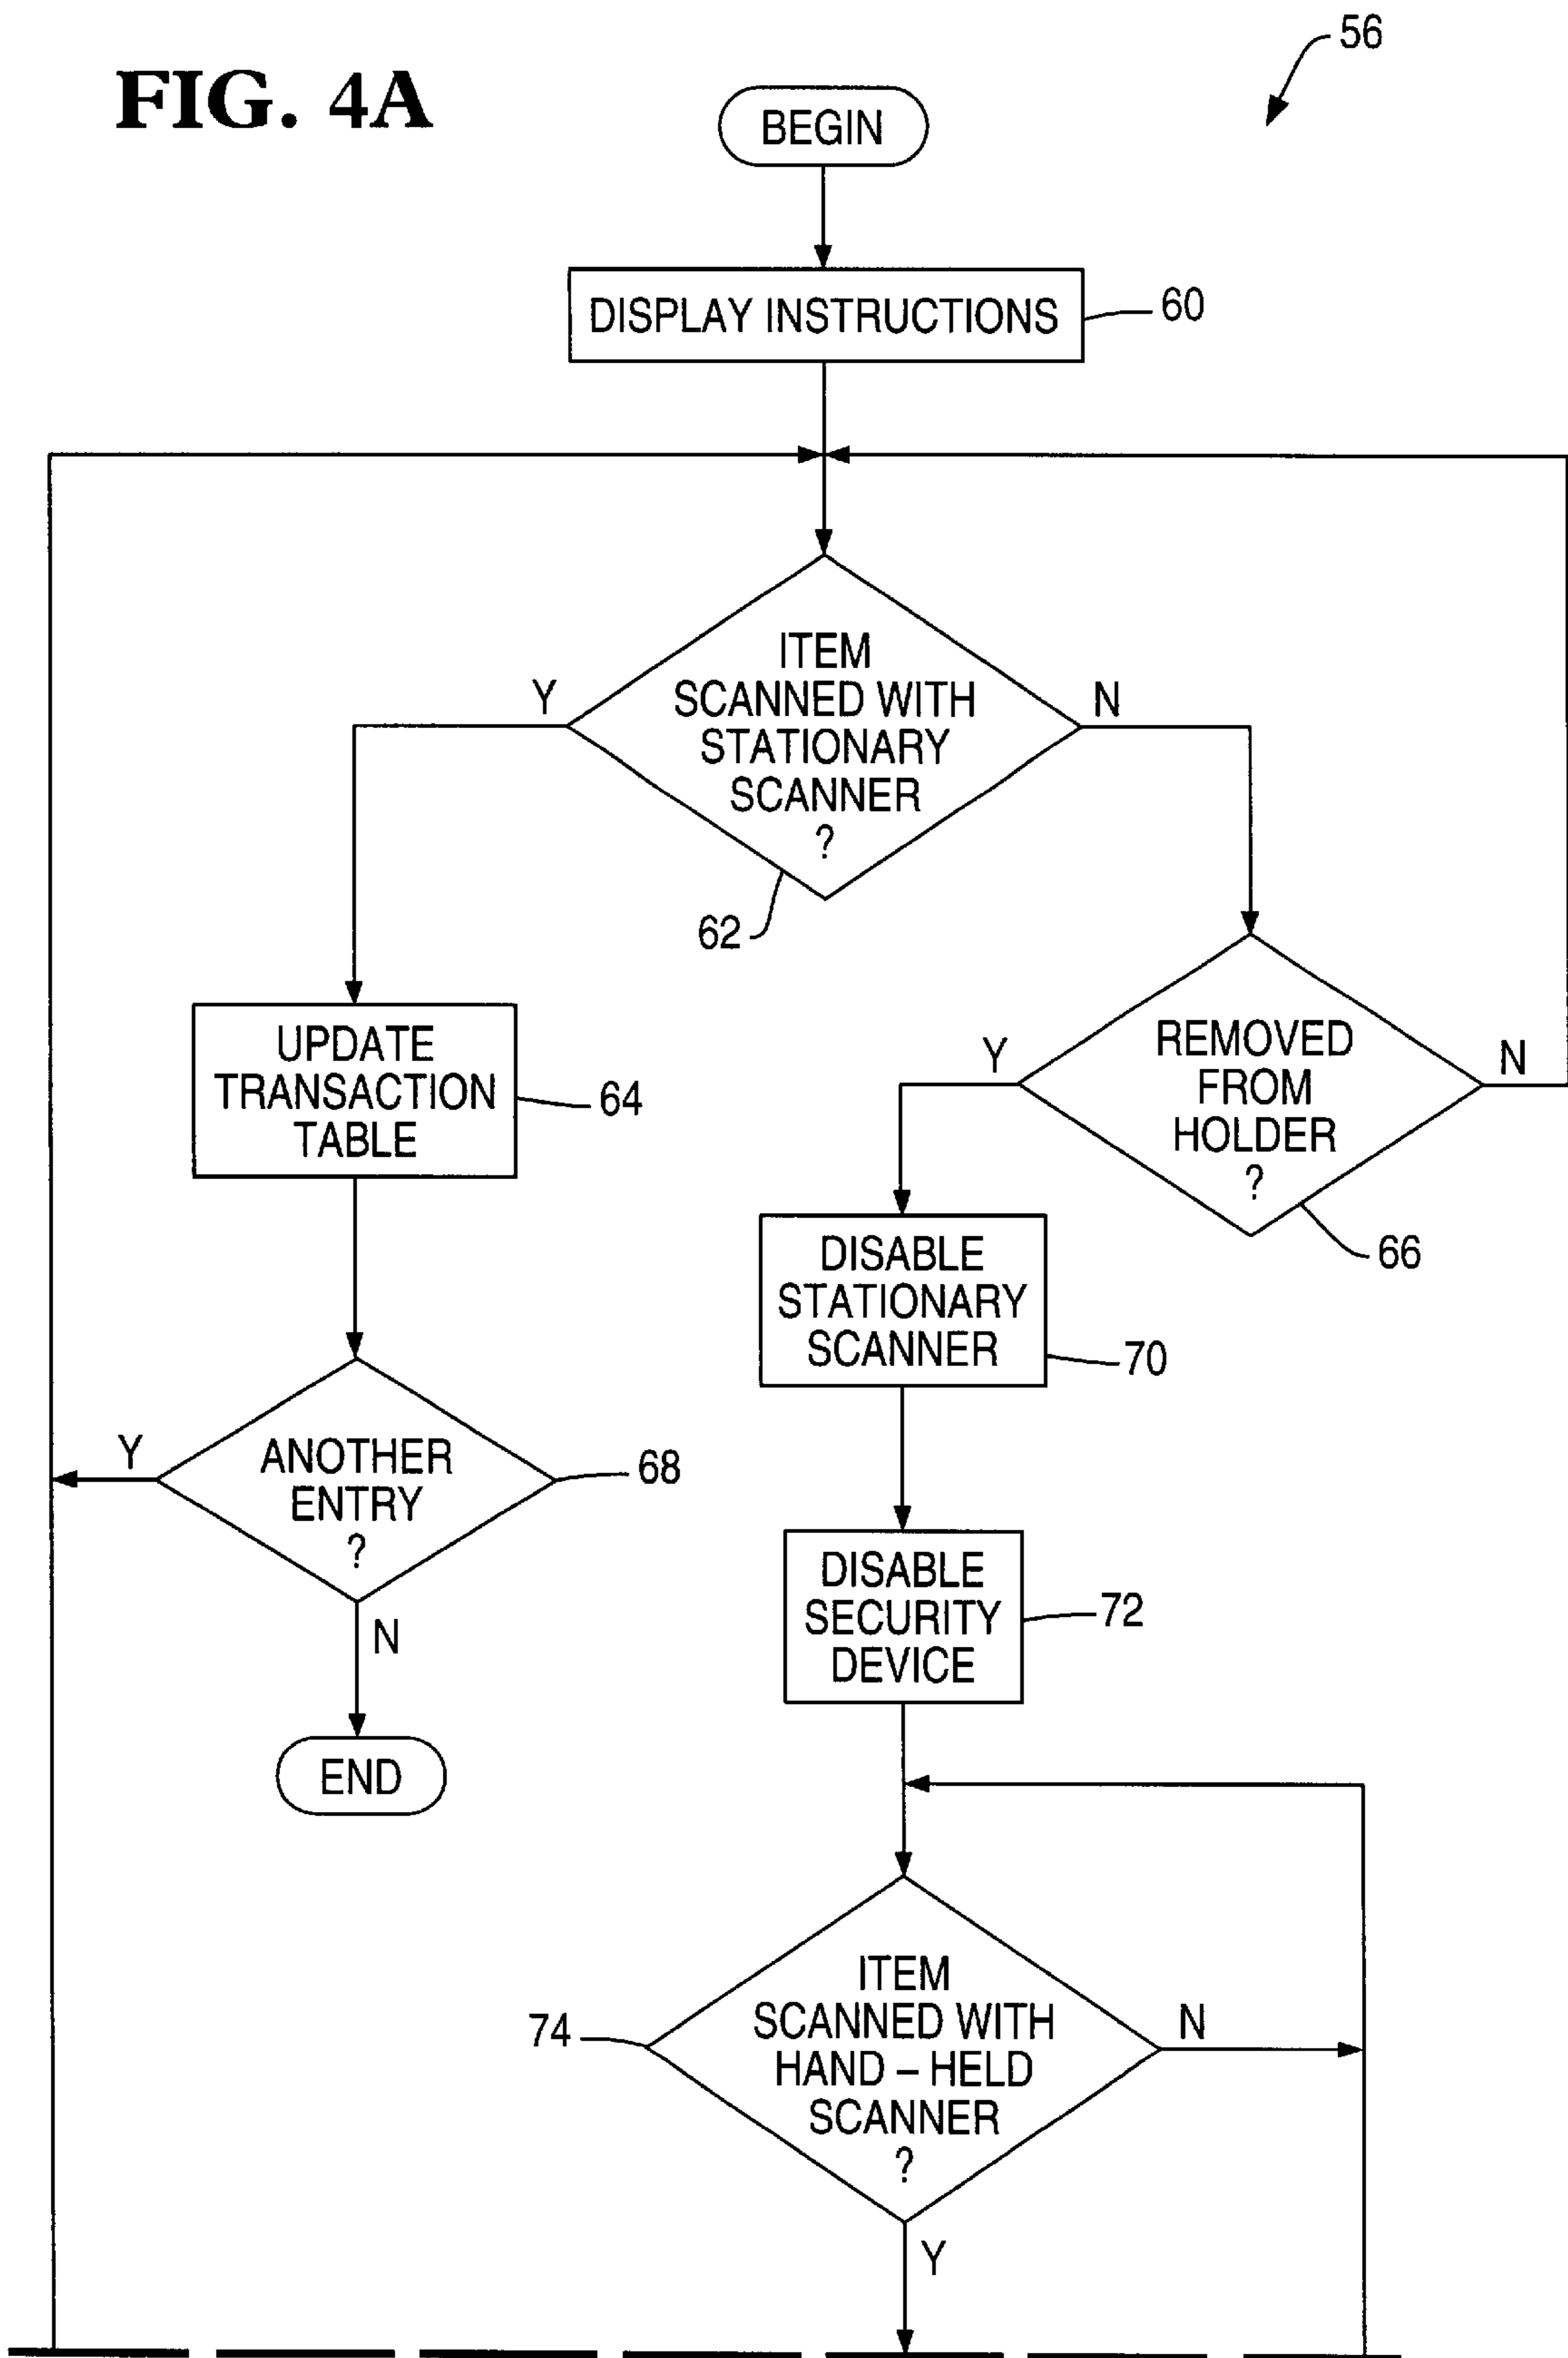 56
FIG. 4A
BEGIN
DISPLAY INSTRUCTIONS
60
ITEM
SCANNED WITH
STATIONARY
SCANNER
?
Y
N
62
UPDATE
TRANSACTION
TABLE
64
REMOVED
FROM
HOLDER
?
Y
N
66
DISABLE
STATIONARY
SCANNER
70
ANOTHER
ENTRY
?
Y
68
N
END
DISABLE
SECURITY
DEVICE
72
ITEM
SCANNED WITH
HAND – HELD
SCANNER
?
74
N
Y